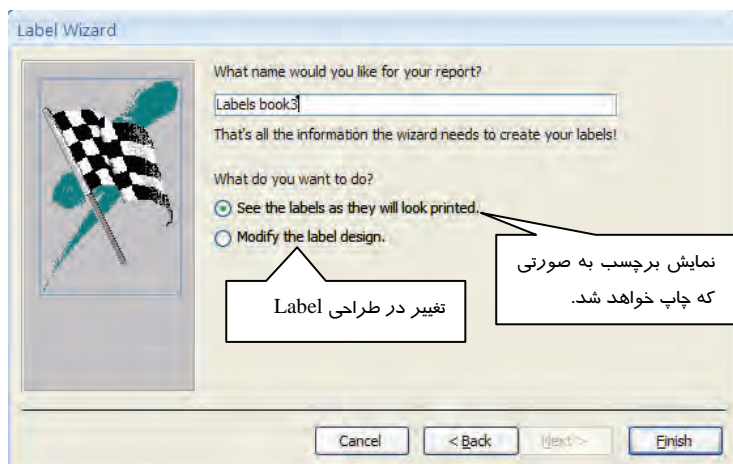 Label Wizard
What name would you like for your report?
Labels book3
That's all the information the wizard needs to create your labels!
What do you want to do?
See the labels as they will look printed.
Modify the label design.
نمایش برچسب به صورتی
که چاپ خواهد شد.
تغییر در طراحی Label
Cancel
< Back
Next >
Finish